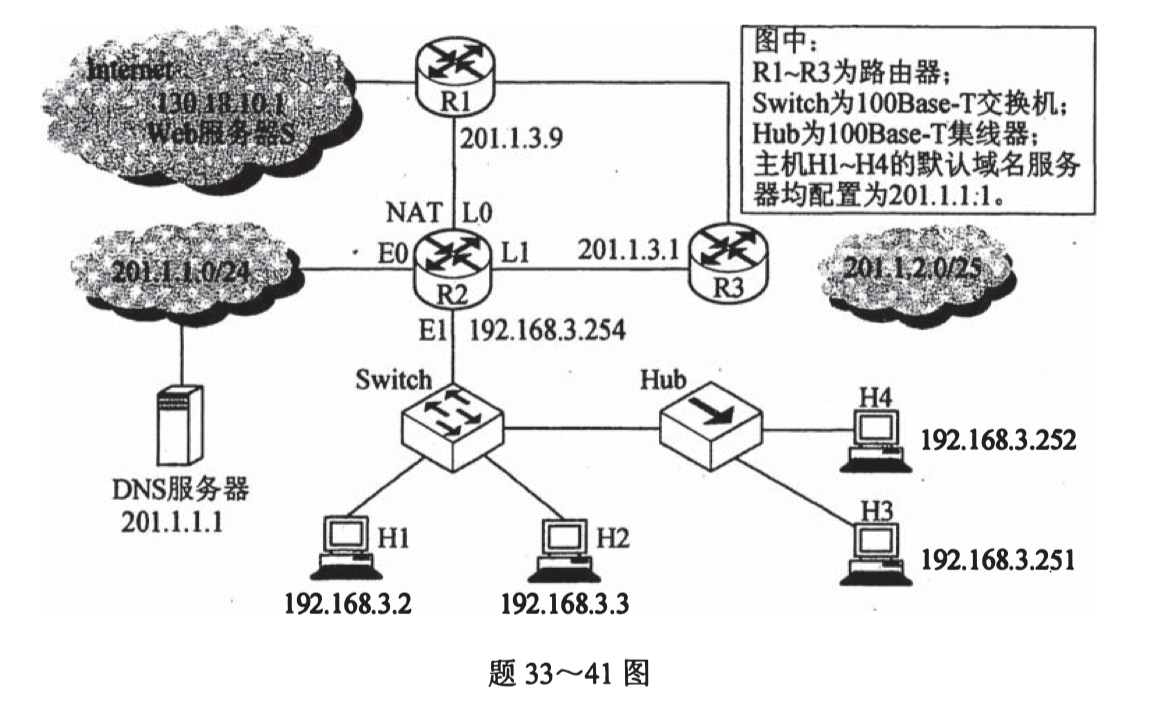 Internet
130.18.10.1
Web服务器S
R1
201.1.3.9
图中:
R1~R3为路由器;
Switch为100Base-T交换机;
Hub为100Base-T集线器;
主机H1~H4的默认域名服务
器均配置为201.1.1.1。
NAT L0
201.1.1.0/24
E0
L1
R2
201.1.3.1
R3
201.1.2.0/25
E1 192.168.3.254
Switch
Hub
H4
192.168.3.252
DNS服务器
201.1.1.1
H1
H2
H3
192.168.3.251
192.168.3.2
192.168.3.3
题 33～41 图